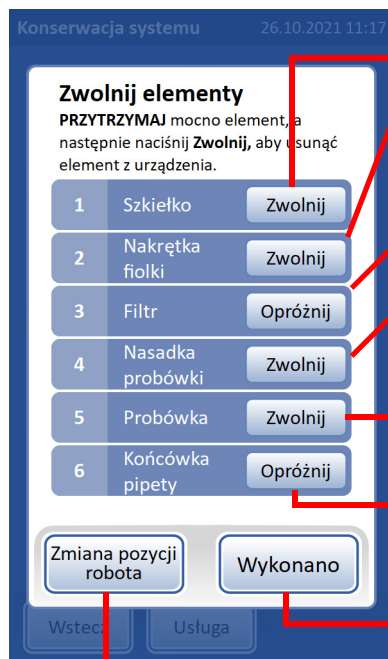 Konserwacja systemu 26.10.2021 11:17
Zwolnij elementy
PRZYTRZYMAJ mocno element, a
następnie naciśnij Zwolnij, aby usunąć
element z urządzenia.
1 Szkiełko Zwolnij
2 Nakrętka
fiolki Zwolnij
3 Filtr Opróżnij
4 Nasadka
probówki Zwolnij
5 Probówka Zwolnij
6 Końcówka
pipety Opróżnij
Zmiana pozycji
robota
Wykonano
Wstecz Usługa